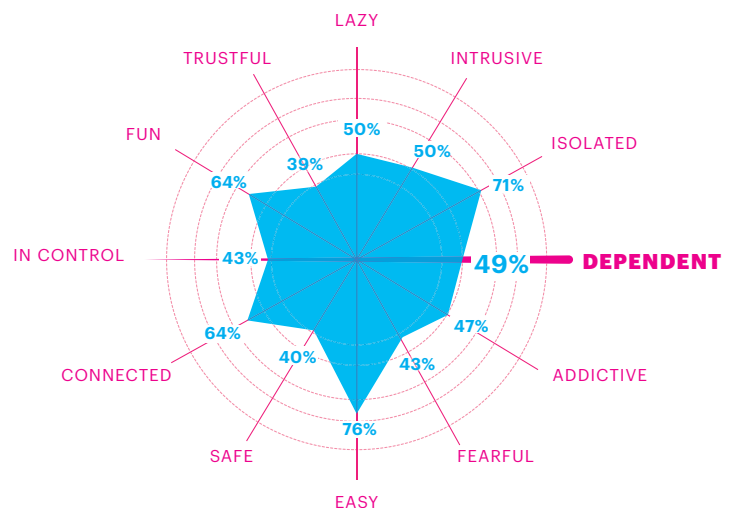 LAZY
TRUSTFUL
INTRUSIVE
FUN
ISOLATED
50%
50%
39%
64%
71%
IN CONTROL
43%
49%
DEPENDENT
64%
47%
40%
43%
CONNECTED
ADDICTIVE
76%
SAFE
FEARFUL
EASY